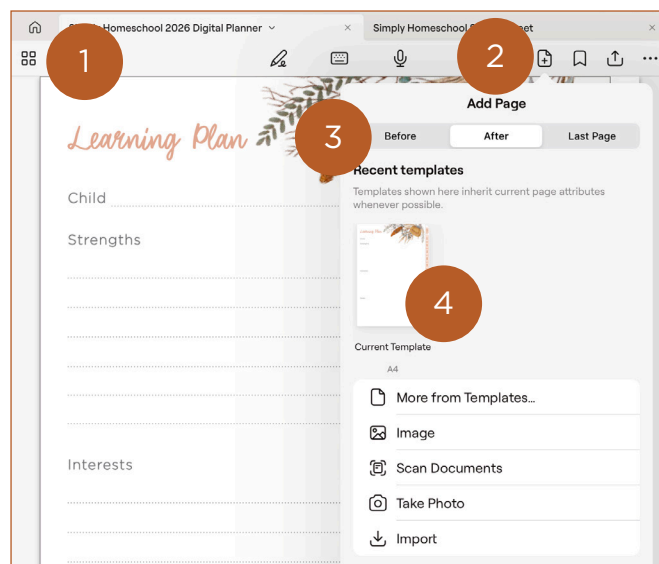 Homeschool 2026 Digital Planner
Simply Homeschool
1
2
Add Page
3
Before
After
Last Page
Learning Plan
Recent templates
Templates shown here inherit current page attributes
whenever possible.
Child
Strengths
Learning Plan
4
Current Template
A4
More from Templates...
Image
Interests
Scan Documents
Take Photo
Import